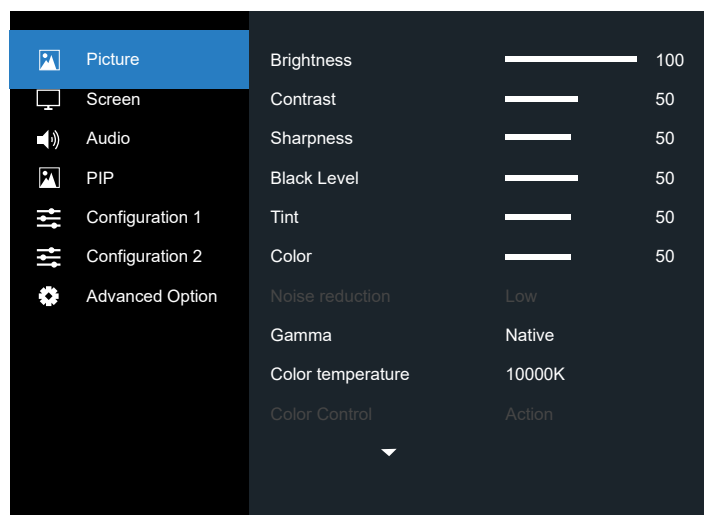 Picture
Screen
Audio
PIP
Configuration 1
Configuration 2
Advanced Option
Brightness 100
Contrast 50
Sharpness 50
Black Level 50
Tint 50
Color 50
Noise reduction Low
Gamma Native
Color temperature 10000K
Color Control Action